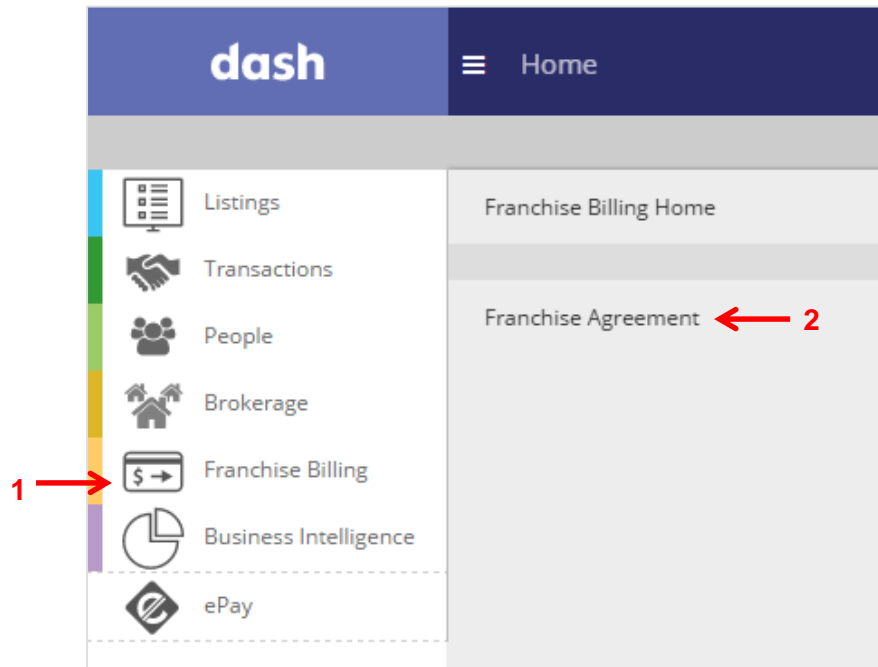 dash
Home
Listings
Transactions
People
Brokerage
1
Franchise Billing
Business Intelligence
ePay
Franchise Billing Home
Franchise Agreement
2